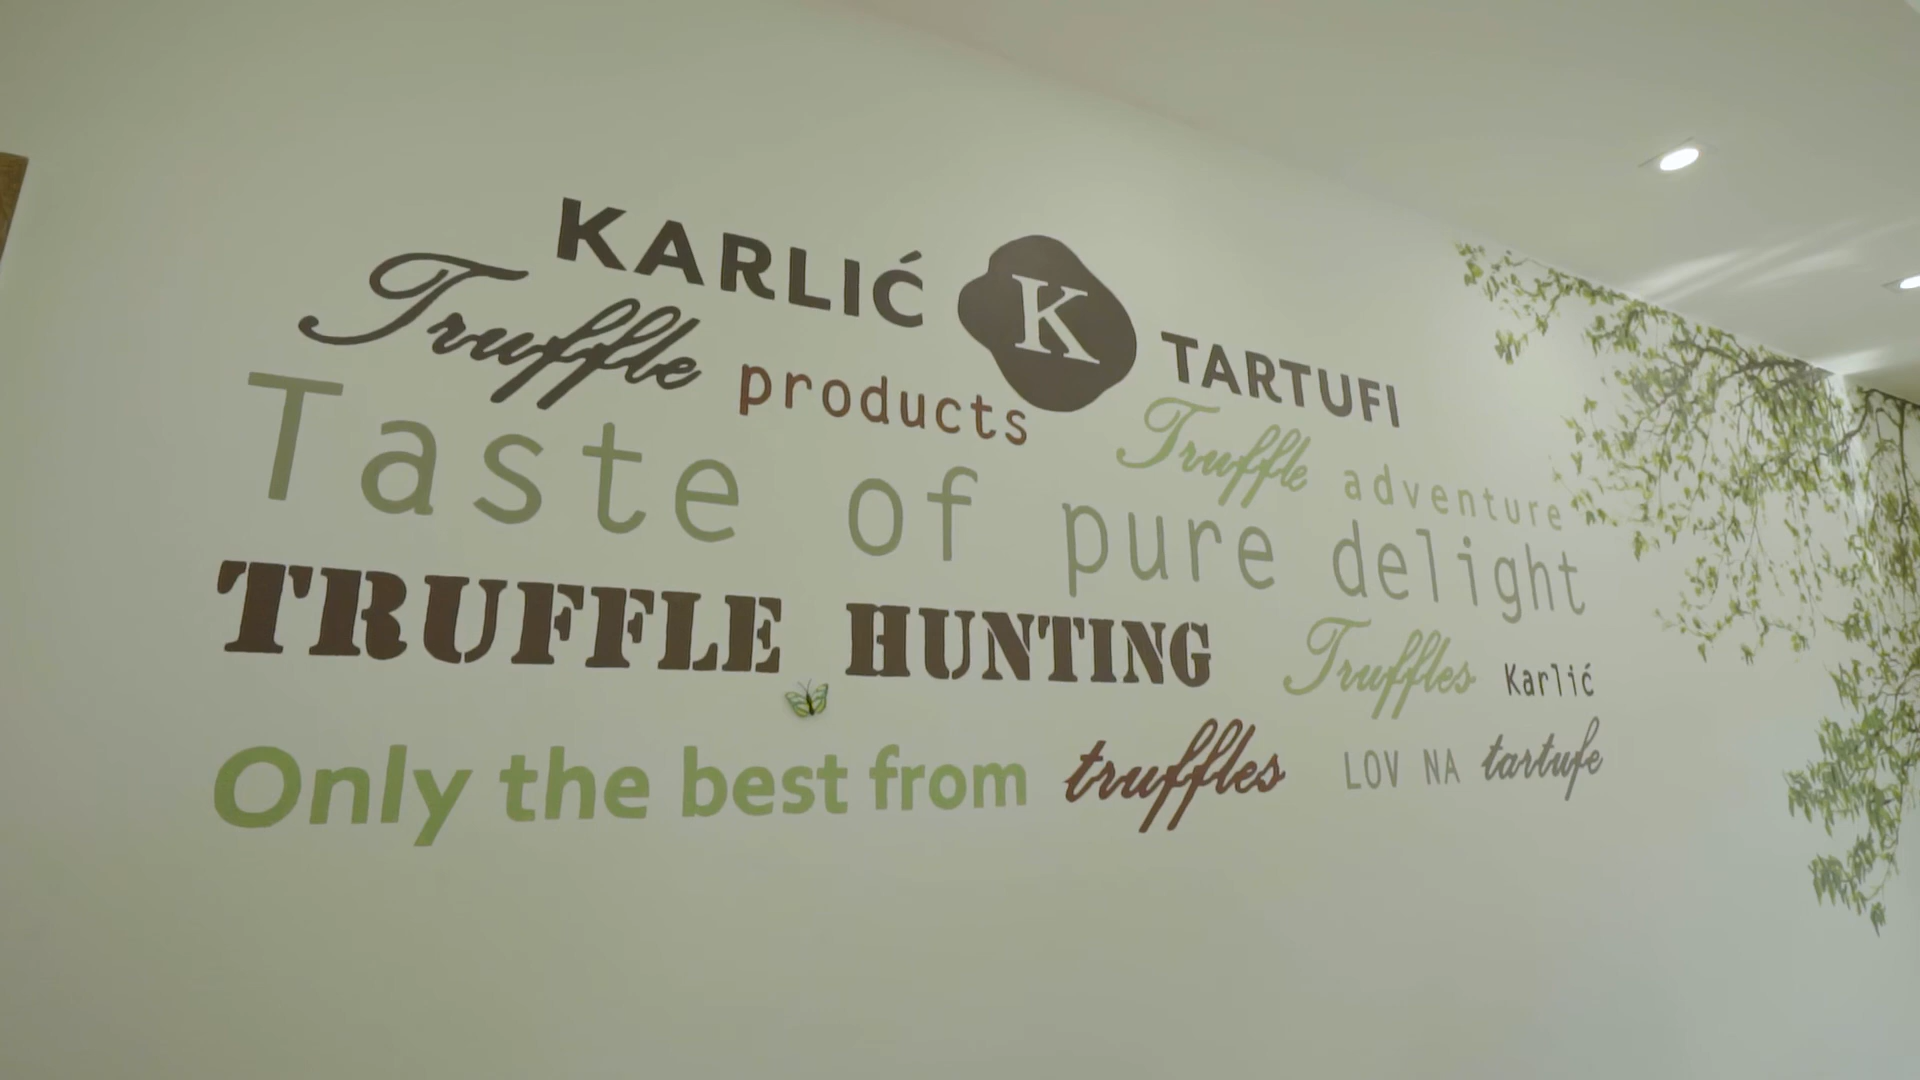 KARLIĆ K TARTUFI
Truffle products
Truffle adventure
Taste of pure delight
TRUFFLE HUNTING
Truffles Karlić
Only the best from truffles
LOV NA tartufe